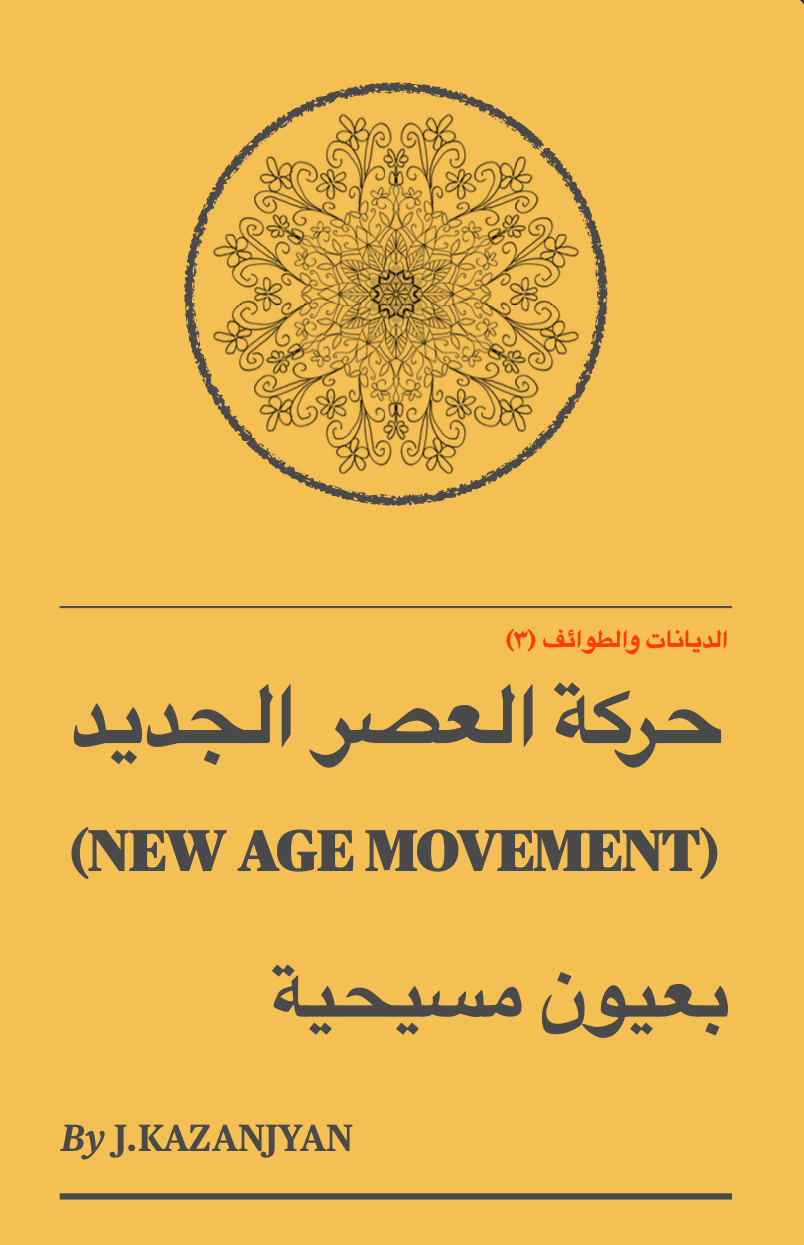 الديانات والطوائف (٣)
حركة العصر الجديد
(NEW AGE MOVEMENT)
بعيون مسيحية
By J.KAZANJYAN